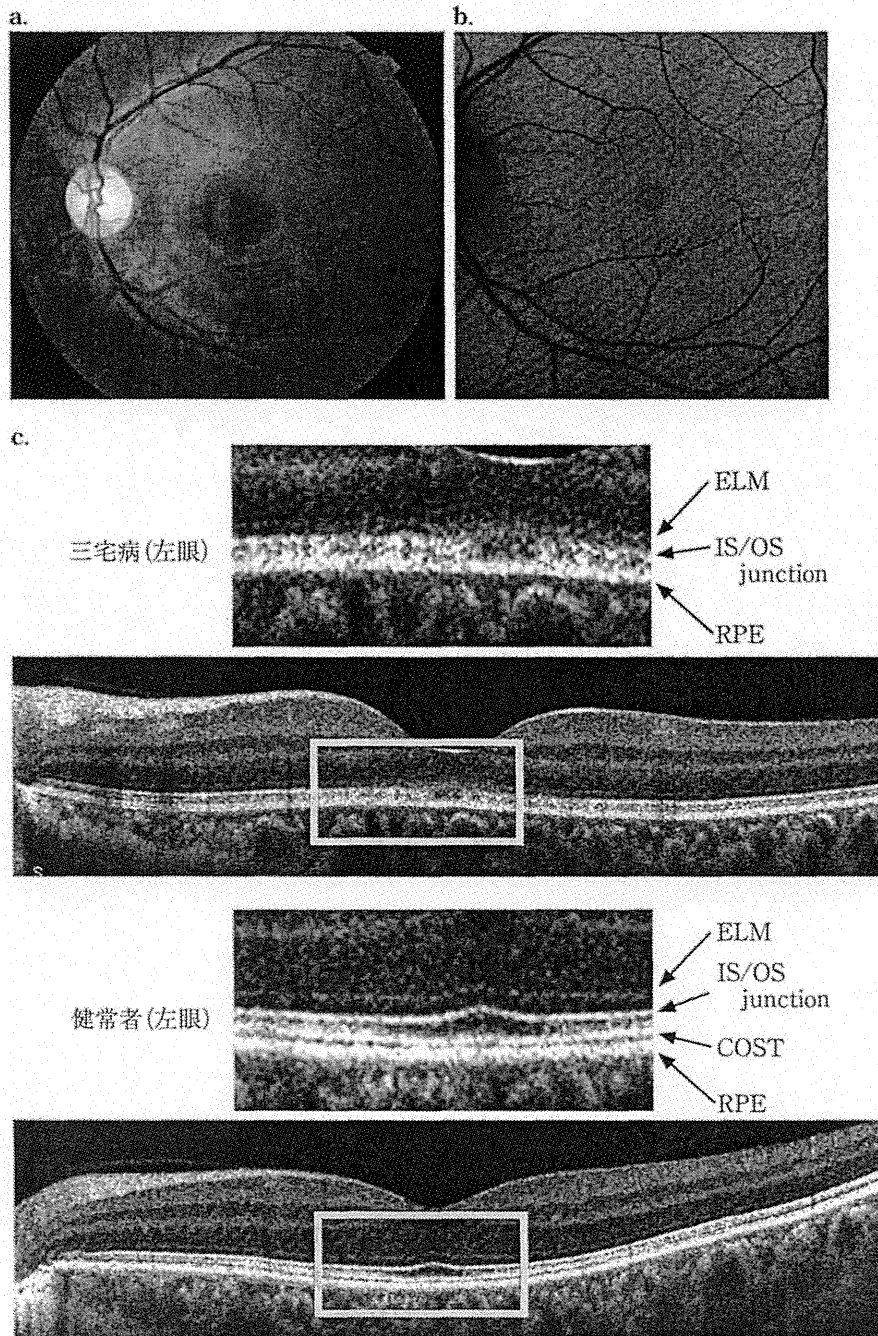 a.
b.
c.
三宅病(左眼)
ELM
IS/OS
junction
RPE
S
健常者(左眼)
ELM
IS/OS
junction
COST
RPE